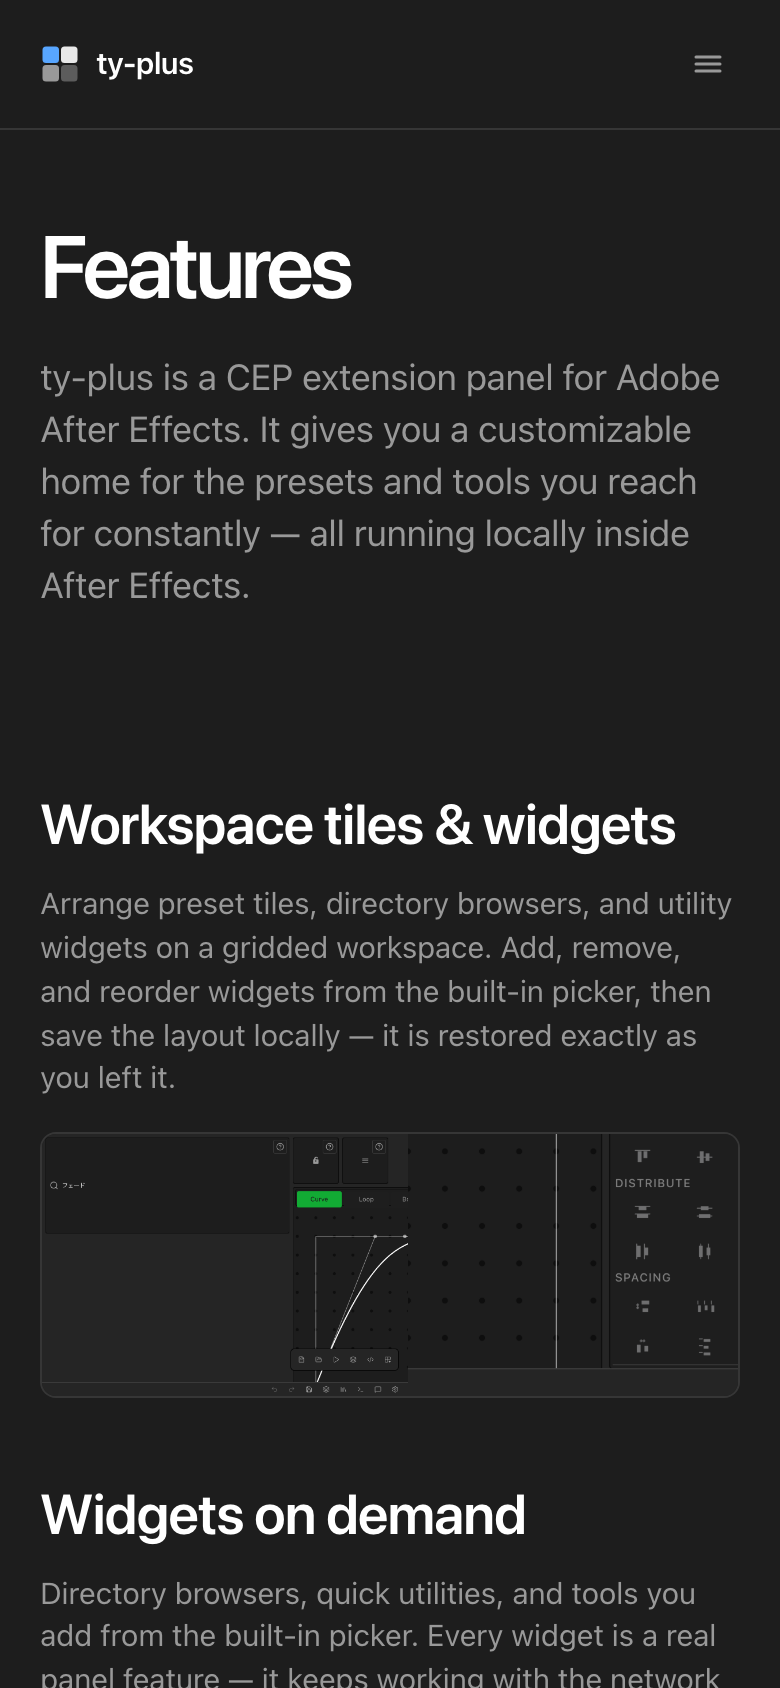 ty-plus
Features
ty-plus is a CEP extension panel for Adobe
After Effects. It gives you a customizable
home for the presets and tools you reach
for constantly — all running locally inside
After Effects.
Workspace tiles & widgets
Arrange preset tiles, directory browsers, and utility
widgets on a gridded workspace. Add, remove,
and reorder widgets from the built-in picker, then
save the layout locally — it is restored exactly as
you left it.
フェード
Curve
Loop
DISTRIBUTE
SPACING
Widgets on demand
Directory browsers, quick utilities, and tools you
add from the built-in picker. Every widget is a real
panel feature — it keeps working with the network